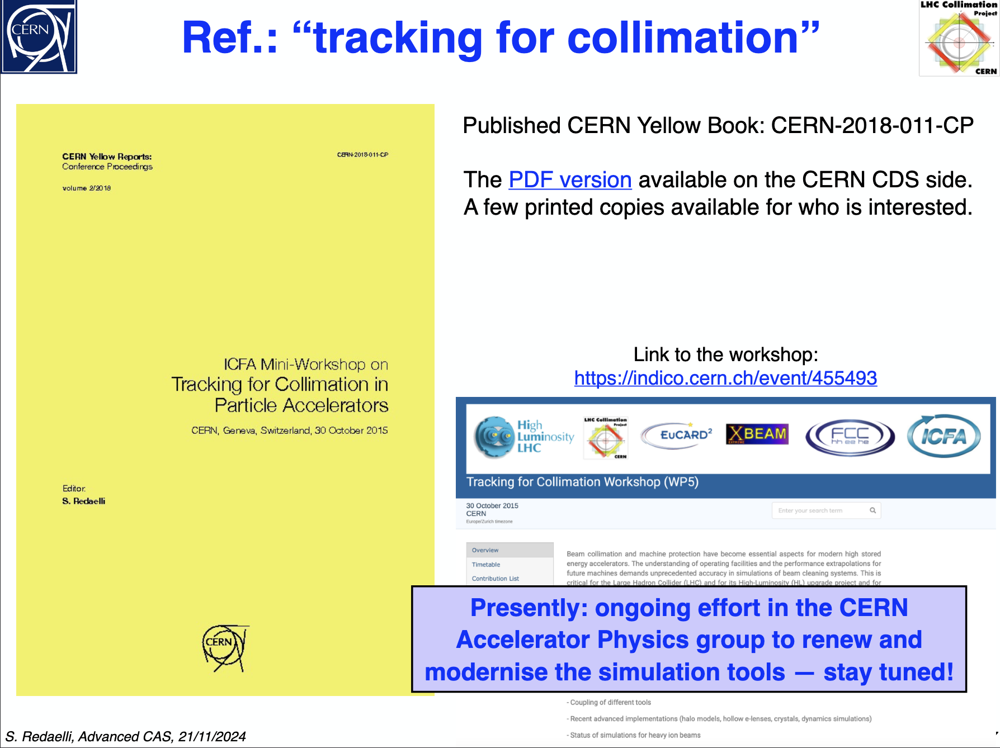 CERN
Ref.: “tracking for collimation”
LHC Collimation
Project
CERN
CERN Yellow Reports:
Conference Proceedings
CERN-2018-011-CP
volume 2/2018
ICFA Mini-Workshop on
Tracking for Collimation in
Particle Accelerators
CERN, Geneva, Switzerland, 30 October 2015
Editor:
S. Redaelli
CERN
Published CERN Yellow Book: CERN-2018-011-CP
The PDF version available on the CERN CDS side.
A few printed copies available for who is interested.
Link to the workshop:
https://indico.cern.ch/event/455493
High
Luminosity
LHC
LHC Collimation
Project
CERN
EuCARD²
XBEAM
EXTREME
FCC
hh ee he
ICFA
Tracking for Collimation Workshop (WP5)
30 October 2015
CERN
Europe/Zurich timezone
Enter your search term
Overview
Timetable
Contribution List
Beam collimation and machine protection have become essential aspects for modern high stored
energy accelerators. The understanding of operating facilities and the performance extrapolations for
future machines demands unprecedented accuracy in simulations of beam cleaning systems. This is
critical for the Large Hadron Collider (LHC) and for its High-Luminosity (HL) upgrade project and for
Presently: ongoing effort in the CERN
Accelerator Physics group to renew and
modernise the simulation tools — stay tuned!
- Coupling of different tools
- Recent advanced implementations (halo models, hollow e-lenses, crystals, dynamics simulations)
- Status of simulations for heavy ion beams
S. Redaelli, Advanced CAS, 21/11/2024